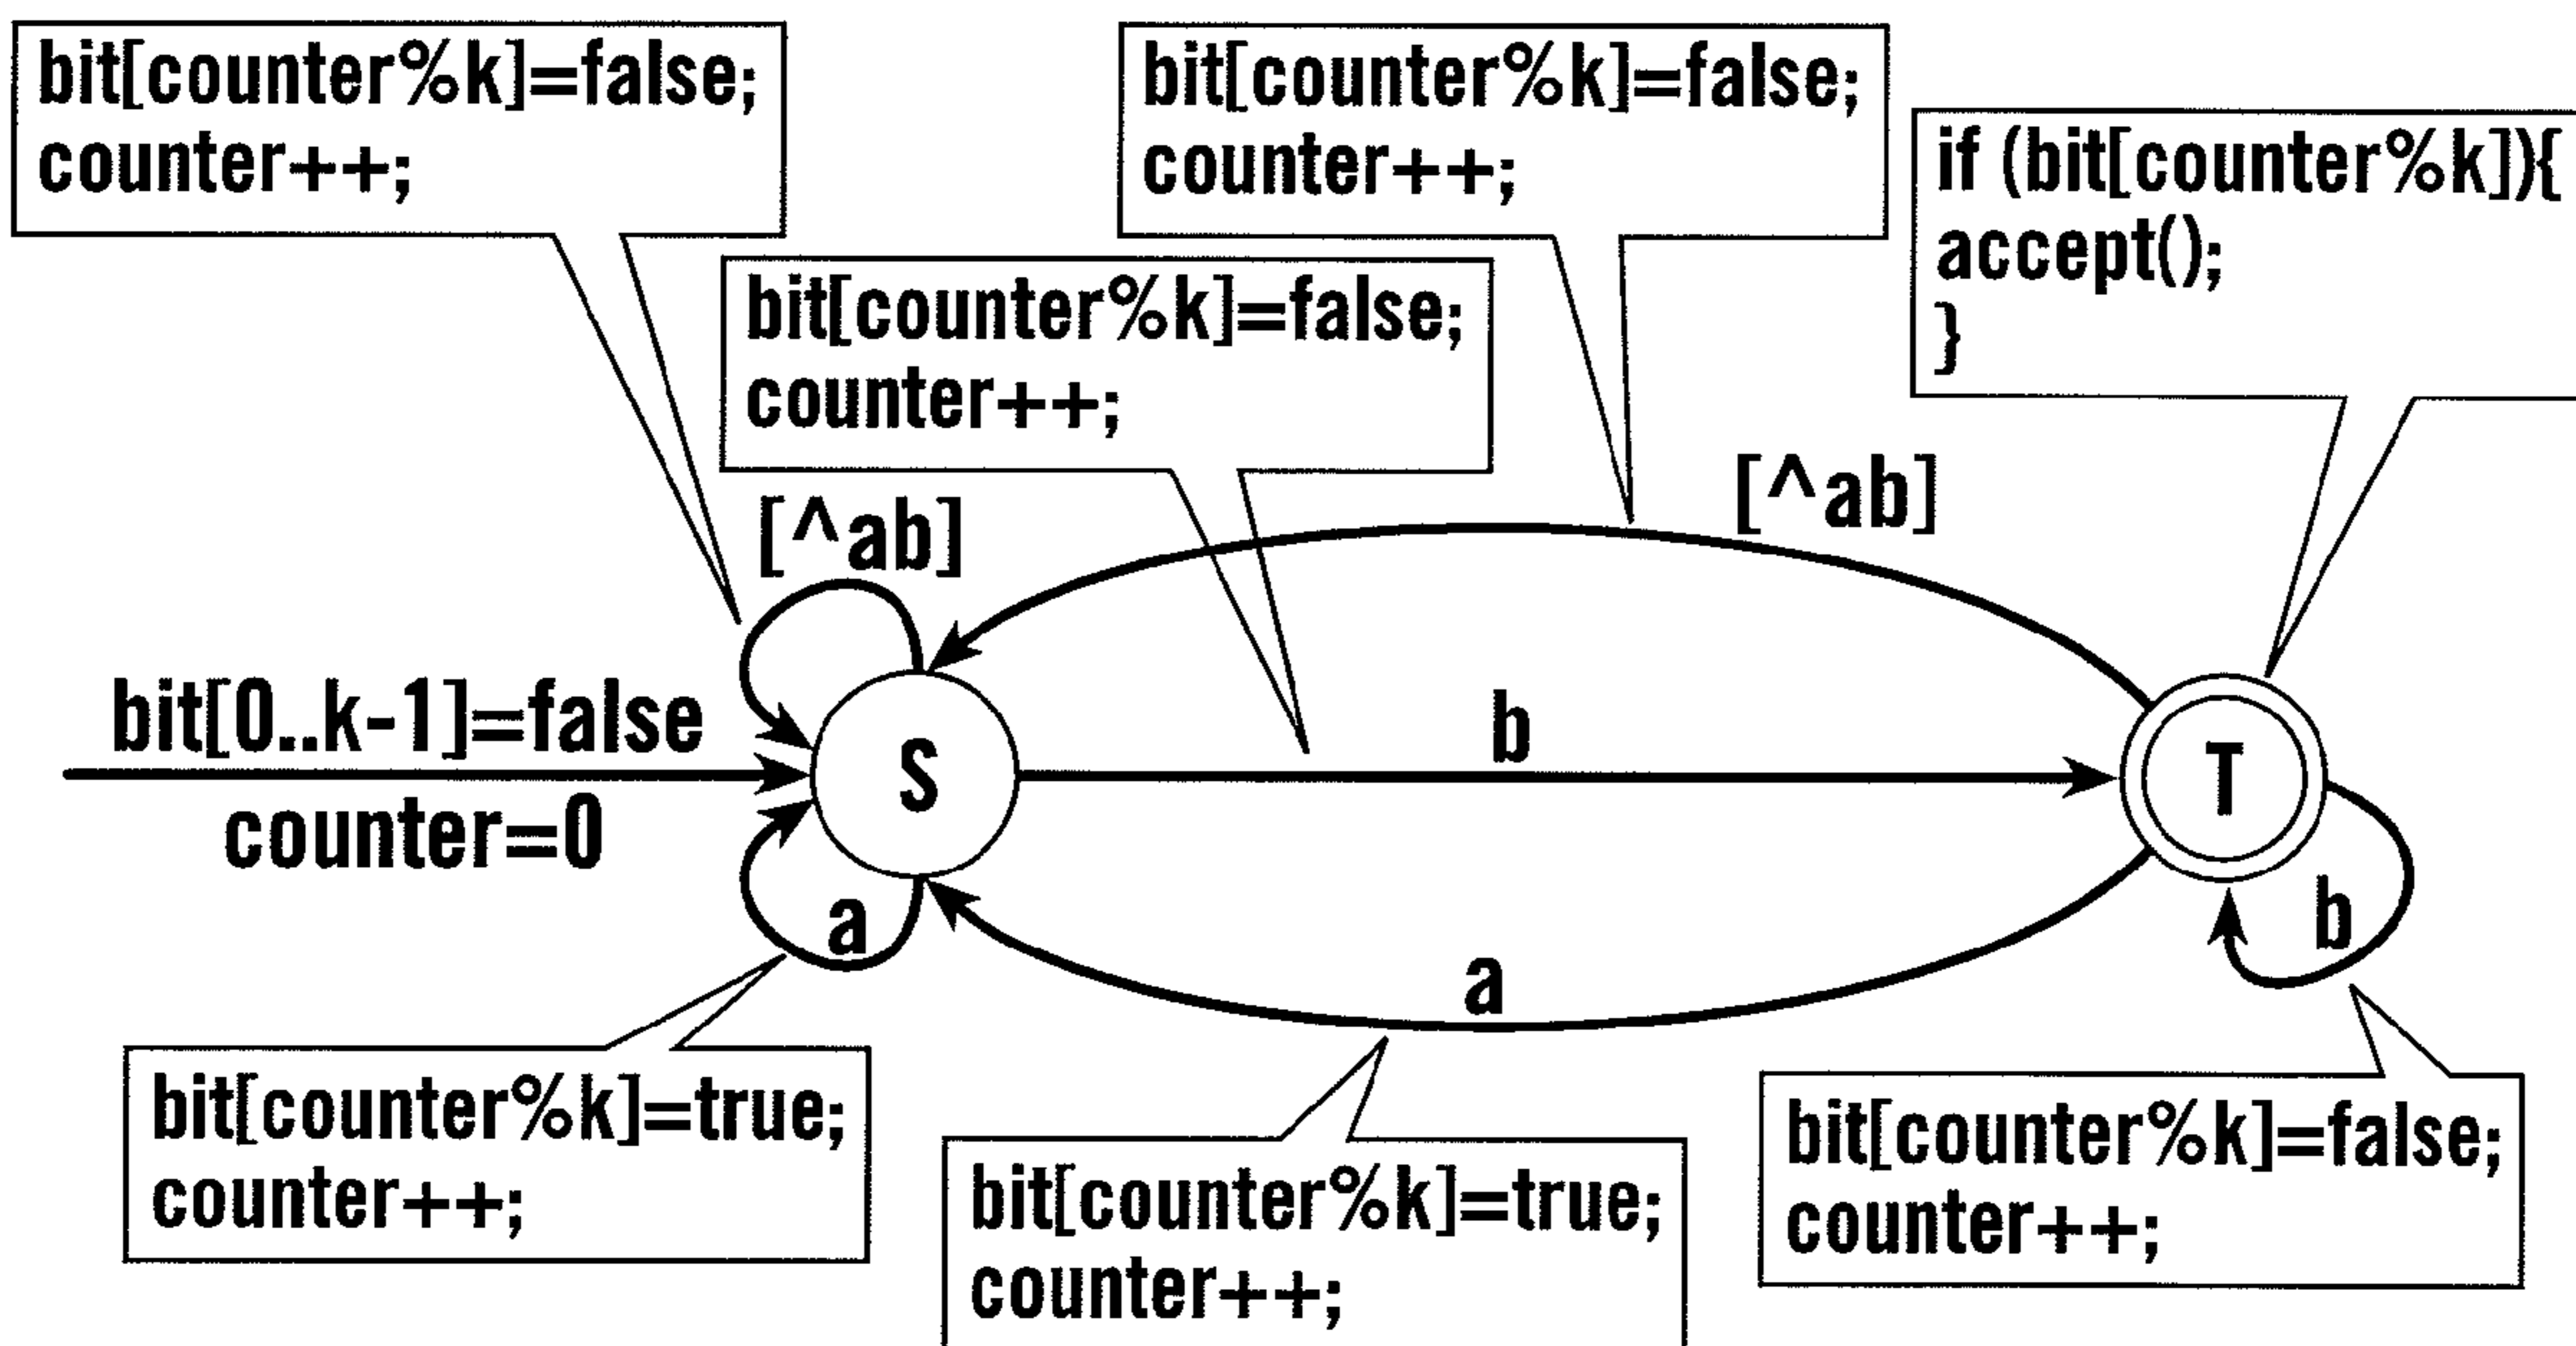 bit[counter%k]=false;
counter++;
bit[counter%k]=false;
counter++;
if (bit[counter%k]){
accept();
}
bit[counter%k]=false;
counter++;
[^ab]
[^ab]
bit[0..k-1]=false
counter=0
S
b
T
a
a
b
bit[counter%k]=true;
counter++;
bit[counter%k]=true;
counter++;
bit[counter%k]=false;
counter++;